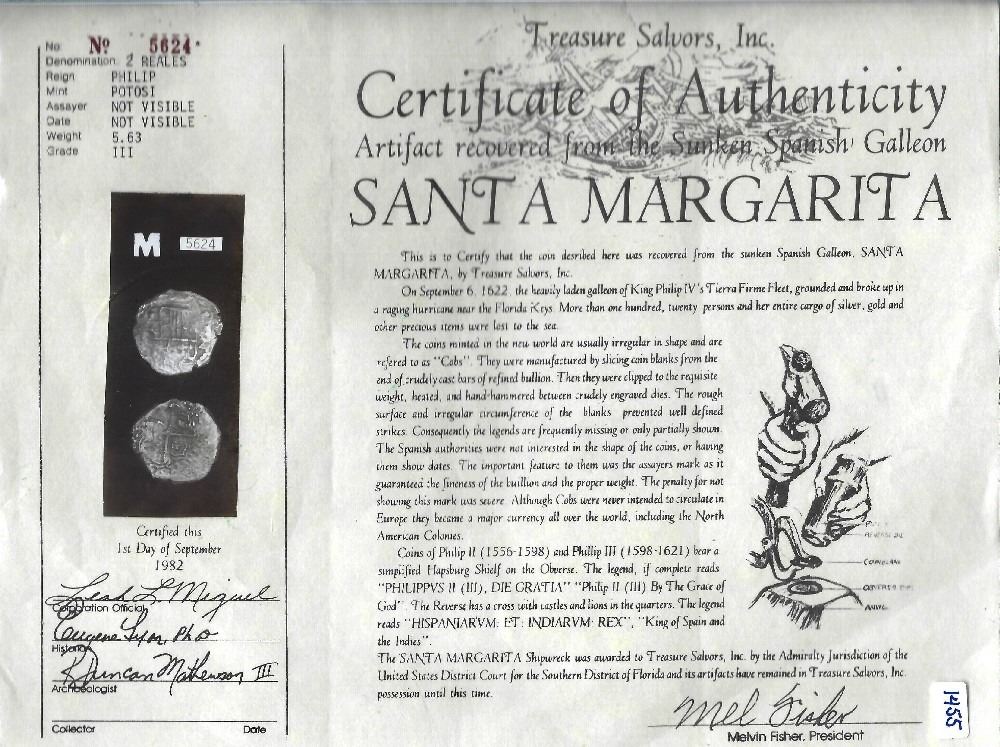 No. Nº 5624
Denomination 2 REALES
Reign PHILIP
Mint POTOSI
Assayer NOT VISIBLE
Date NOT VISIBLE
Weight 5.63
Grade III
M 5624
Certified this
1st Day of September
1982
Leah L. Miguel
Corporation Official
Eugene Lyon, PhD
Historian
R Duncan Mathewson III
Archaeologist
Collector Date
Treasure Salvors, Inc.
Certificate of Authenticity
Artifact recovered from the Sunken Spanish Galleon
SANTA MARGARITA
This is to Certify that the coin desribed here was recovered from the sunken Spanish Galleon, SANTA
MARGARITA, by Treasure Salvors, Inc.
On September 6, 1622, the heavily laden galleon of King Philip IV's Tierra Firme Fleet, grounded and broke up in
a raging hurricane near the Florida Keys. More than one hundred, twenty persons and her entire cargo of silver, gold and
other precious items were lost to the sea.
The coins minted in the new world are usually irregular in shape and are
refered to as "Cobs". They were manufactured by slicing coin blanks from the
end of crudely cast bars of refined bullion. Then they were clipped to the requisite
weight, heated, and hand-hammered between crudely engraved dies. The rough
surface and irregular circumference of the blanks prevented well defined
strikes. Consequently the legends are frequently missing or only partially shown.
The Spanish authorities were not interested in the shape of the coins, or having
them show dates. The important feature to them was the assayers mark as it
guaranteed the fineness of the bullion and the proper weight. The penalty for not
showing this mark was severe. Although Cobs were never intended to circulate in
Europe they became a major currency all over the world, including the North
American Colonies.
Coins of Philip II (1556-1598) and Phillip III (1598-1621) bear a
simplified Hapsburg Shielf on the Obverse. The legend, if complete reads
"PHILIPPVS II (III), DIE GRATIA" "Philip II (III) By The Grace of
God". The Reverse has a cross with castles and lions in the quarters. The legend
reads "HISPANIARVM: ET: INDIARVM: REX", "King of Spain and
the Indies".
The SANTA MARGARITA Shipwreck was awarded to Treasure Salvors, Inc. by the Admiralty Jurisdiction of the
United States District Court for the Southern District of Florida and its artifacts have remained in Treasure Salvors, Inc.
possession until this time.
REVERSE DIE
COIN BLANK
ANVIL
Mel Fisher
Melvin Fisher, President
1455